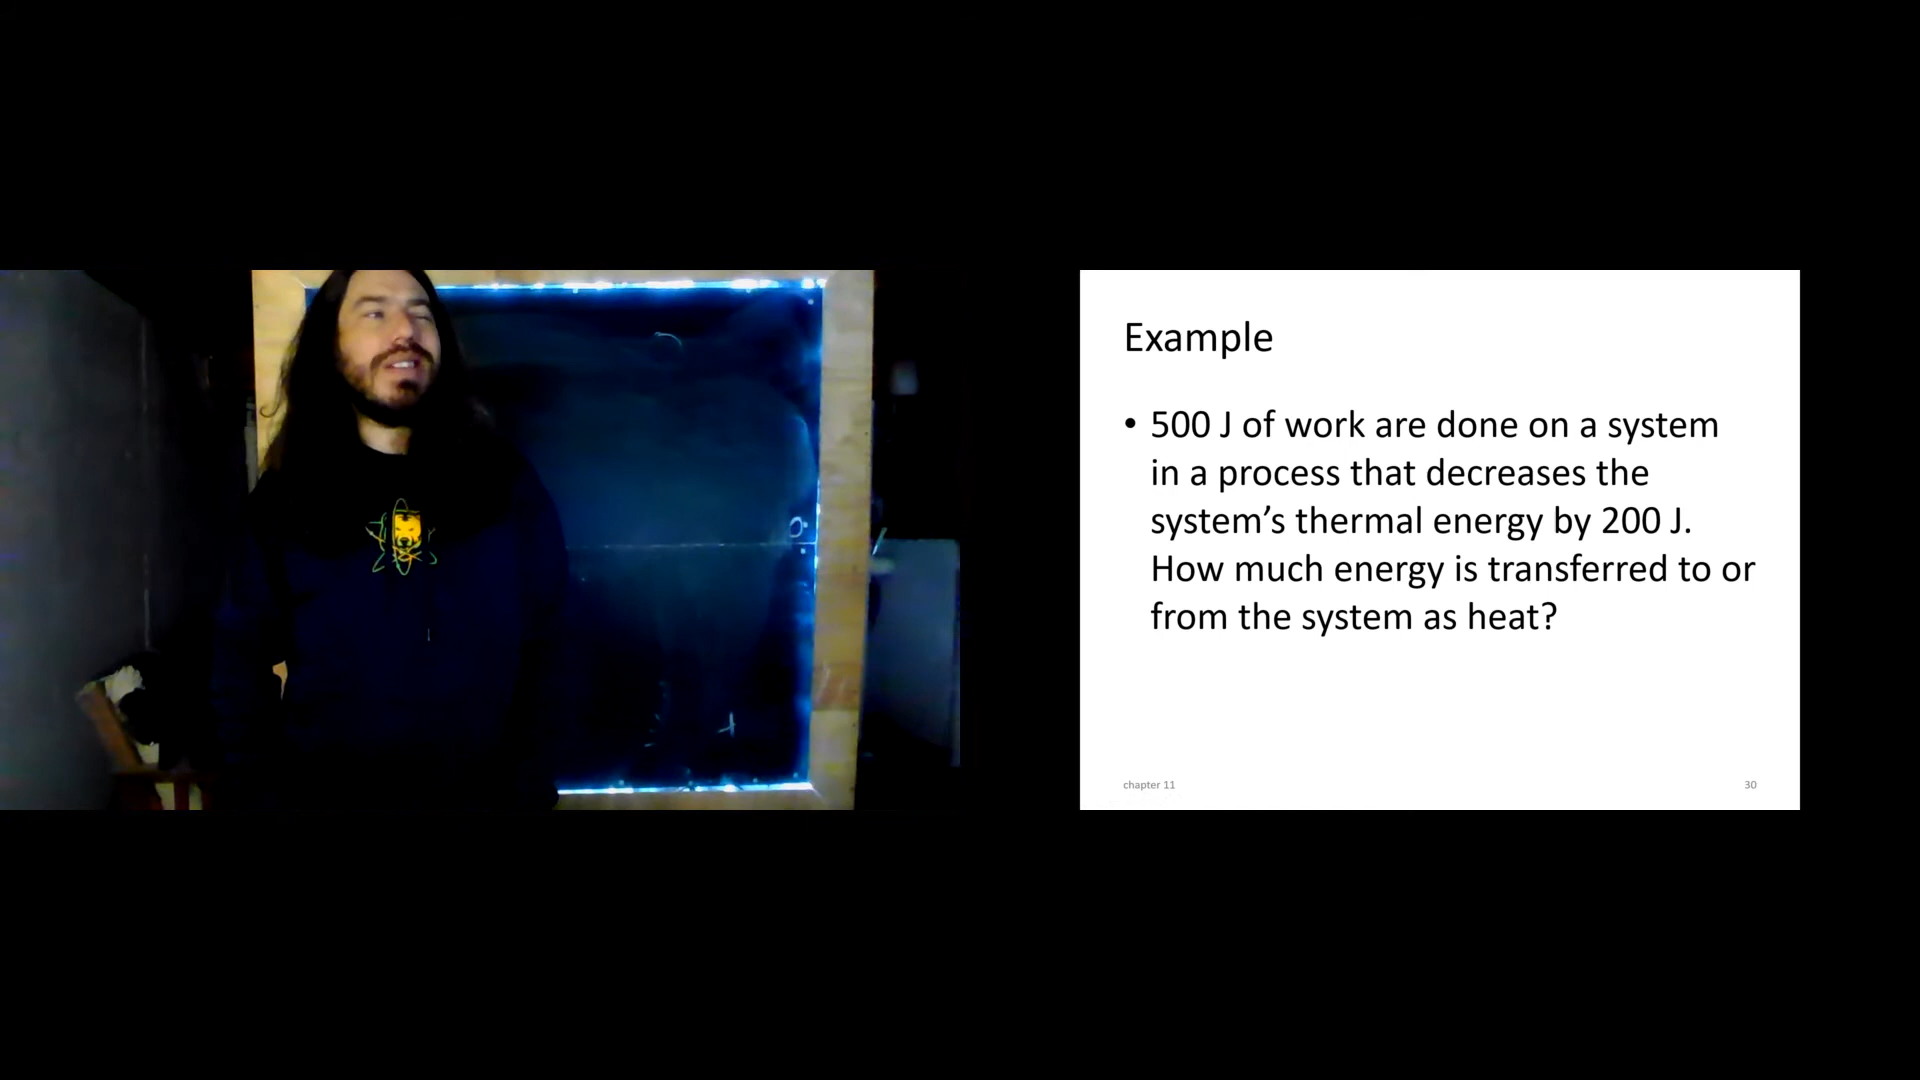 Example
• 500 J of work are done on a system
in a process that decreases the
system’s thermal energy by 200 J.
How much energy is transferred to or
from the system as heat?
chapter 11
30